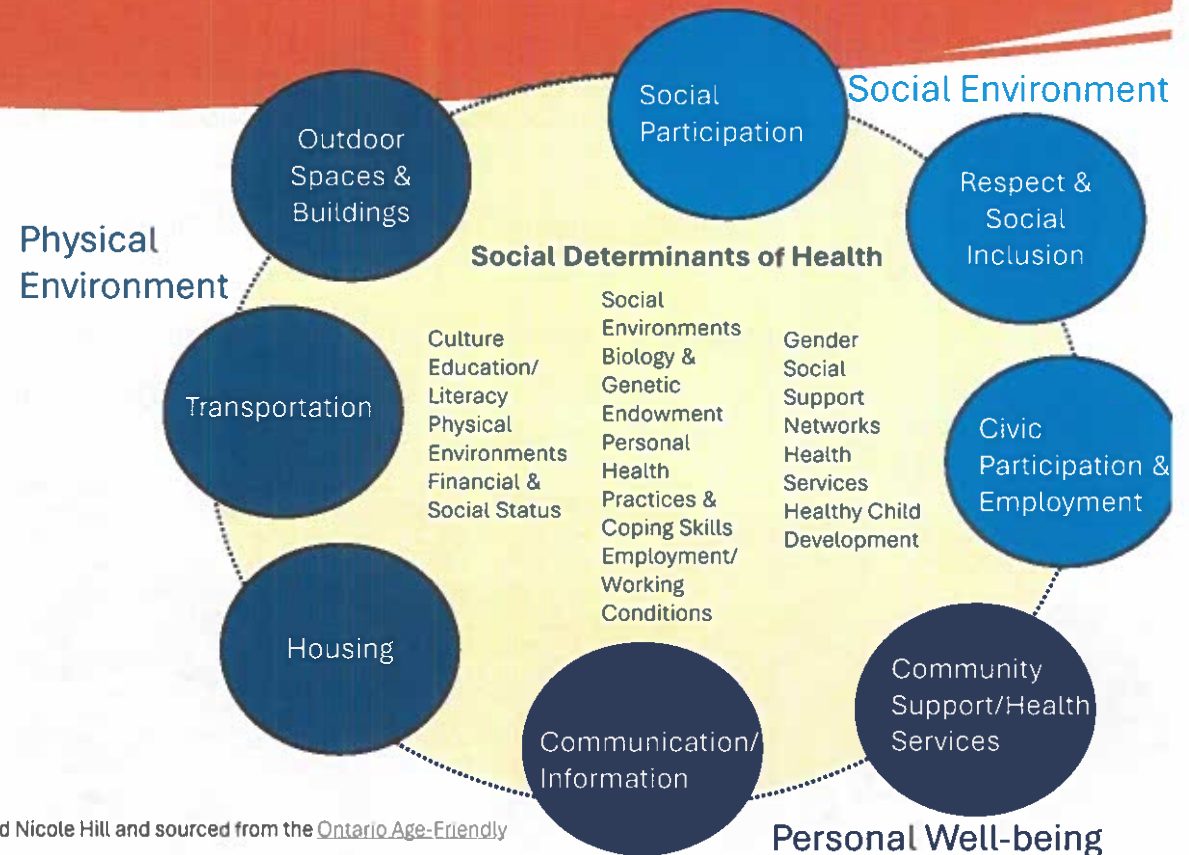 Social Environment
Social
Participation
Outdoor
Spaces &
Buildings
Respect &
Social
Inclusion
Physical
Environment
Social Determinants of Health
Transportation
Culture
Education/
Literacy
Physical
Environments
Financial &
Social Status
Social
Environments
Biology &
Genetic
Endowment
Personal
Health
Practices &
Coping Skills
Employment/
Working
Conditions
Gender
Social
Support
Networks
Health
Services
Healthy Child
Development
Civic
Participation &
Employment
Housing
Community
Support/Health
Services
Communication/
Information
Nicole Hill and sourced from the Ontario Age-Friendly
Personal Well-being